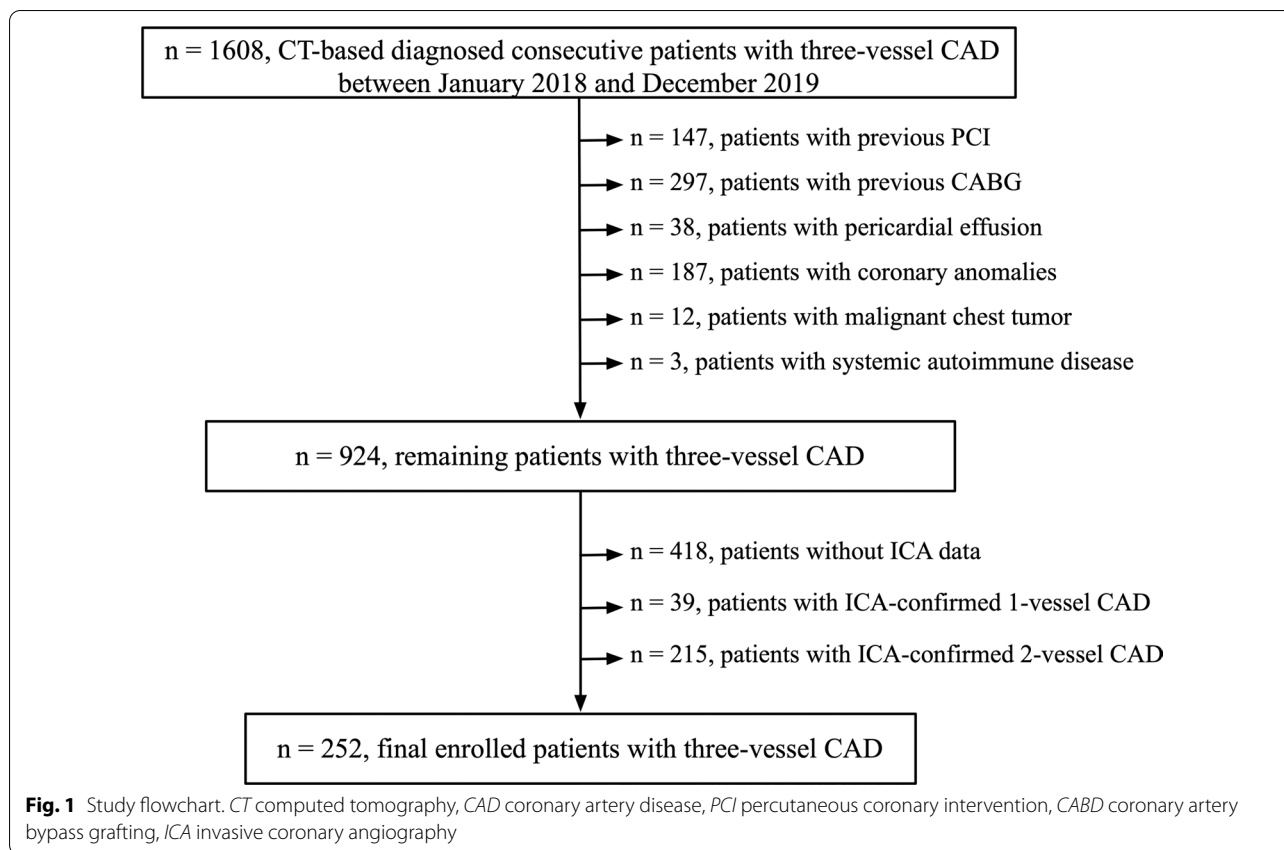 n = 1608, CT-based diagnosed consecutive patients with three-vessel CAD
between January 2018 and December 2019
n = 147, patients with previous PCI
n = 297, patients with previous CABG
n = 38, patients with pericardial effusion
n = 187, patients with coronary anomalies
n = 12, patients with malignant chest tumor
n = 3, patients with systemic autoimmune disease
n = 924, remaining patients with three-vessel CAD
n = 418, patients without ICA data
n = 39, patients with ICA-confirmed 1-vessel CAD
n = 215, patients with ICA-confirmed 2-vessel CAD
n = 252, final enrolled patients with three-vessel CAD
Fig. 1 Study flowchart. CT computed tomography, CAD coronary artery disease, PCI percutaneous coronary intervention, CABD coronary artery
bypass grafting, ICA invasive coronary angiography